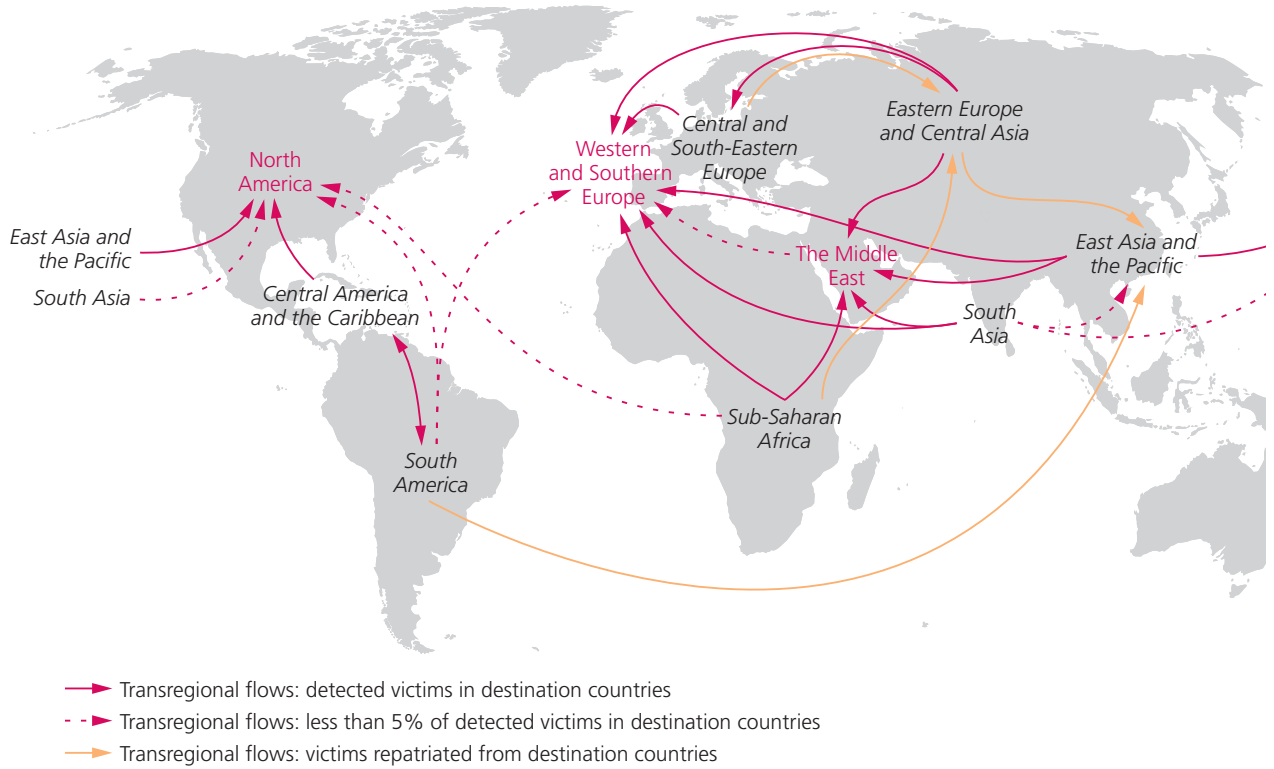 Eastern Europe
and Central Asia
Central and
South-Eastern
Europe
Western
and Southern
Europe
North
America
East Asia and
the Pacific
South Asia
Central America
and the Caribbean
The Middle
East
East Asia and
the Pacific
South
Asia
Sub-Saharan
Africa
South
America
Transregional flows: detected victims in destination countries
Transregional flows: less than 5% of detected victims in destination countries
Transregional flows: victims repatriated from destination countries